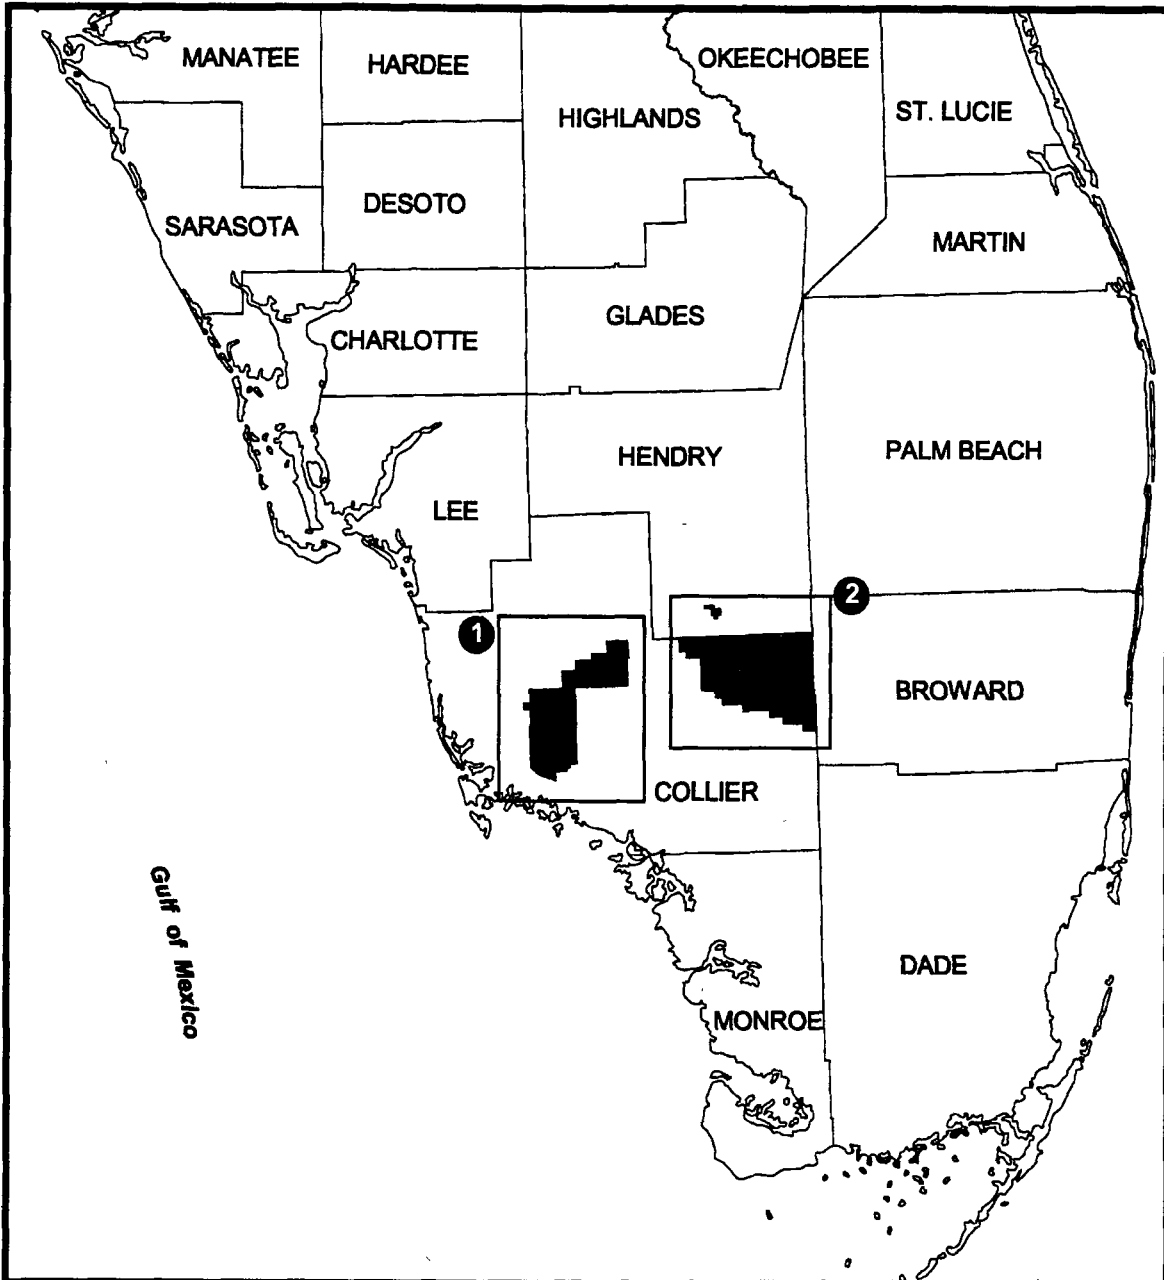 MANATEE
HARDEE
OKEECHOBEE
HIGHLANDS
ST. LUCIE
DESOTO
SARASOTA
MARTIN
GLADES
CHARLOTTE
PALM BEACH
HENDRY
LEE
2
1
BROWARD
COLLIER
Gulf of Mexico
DADE
MONROE